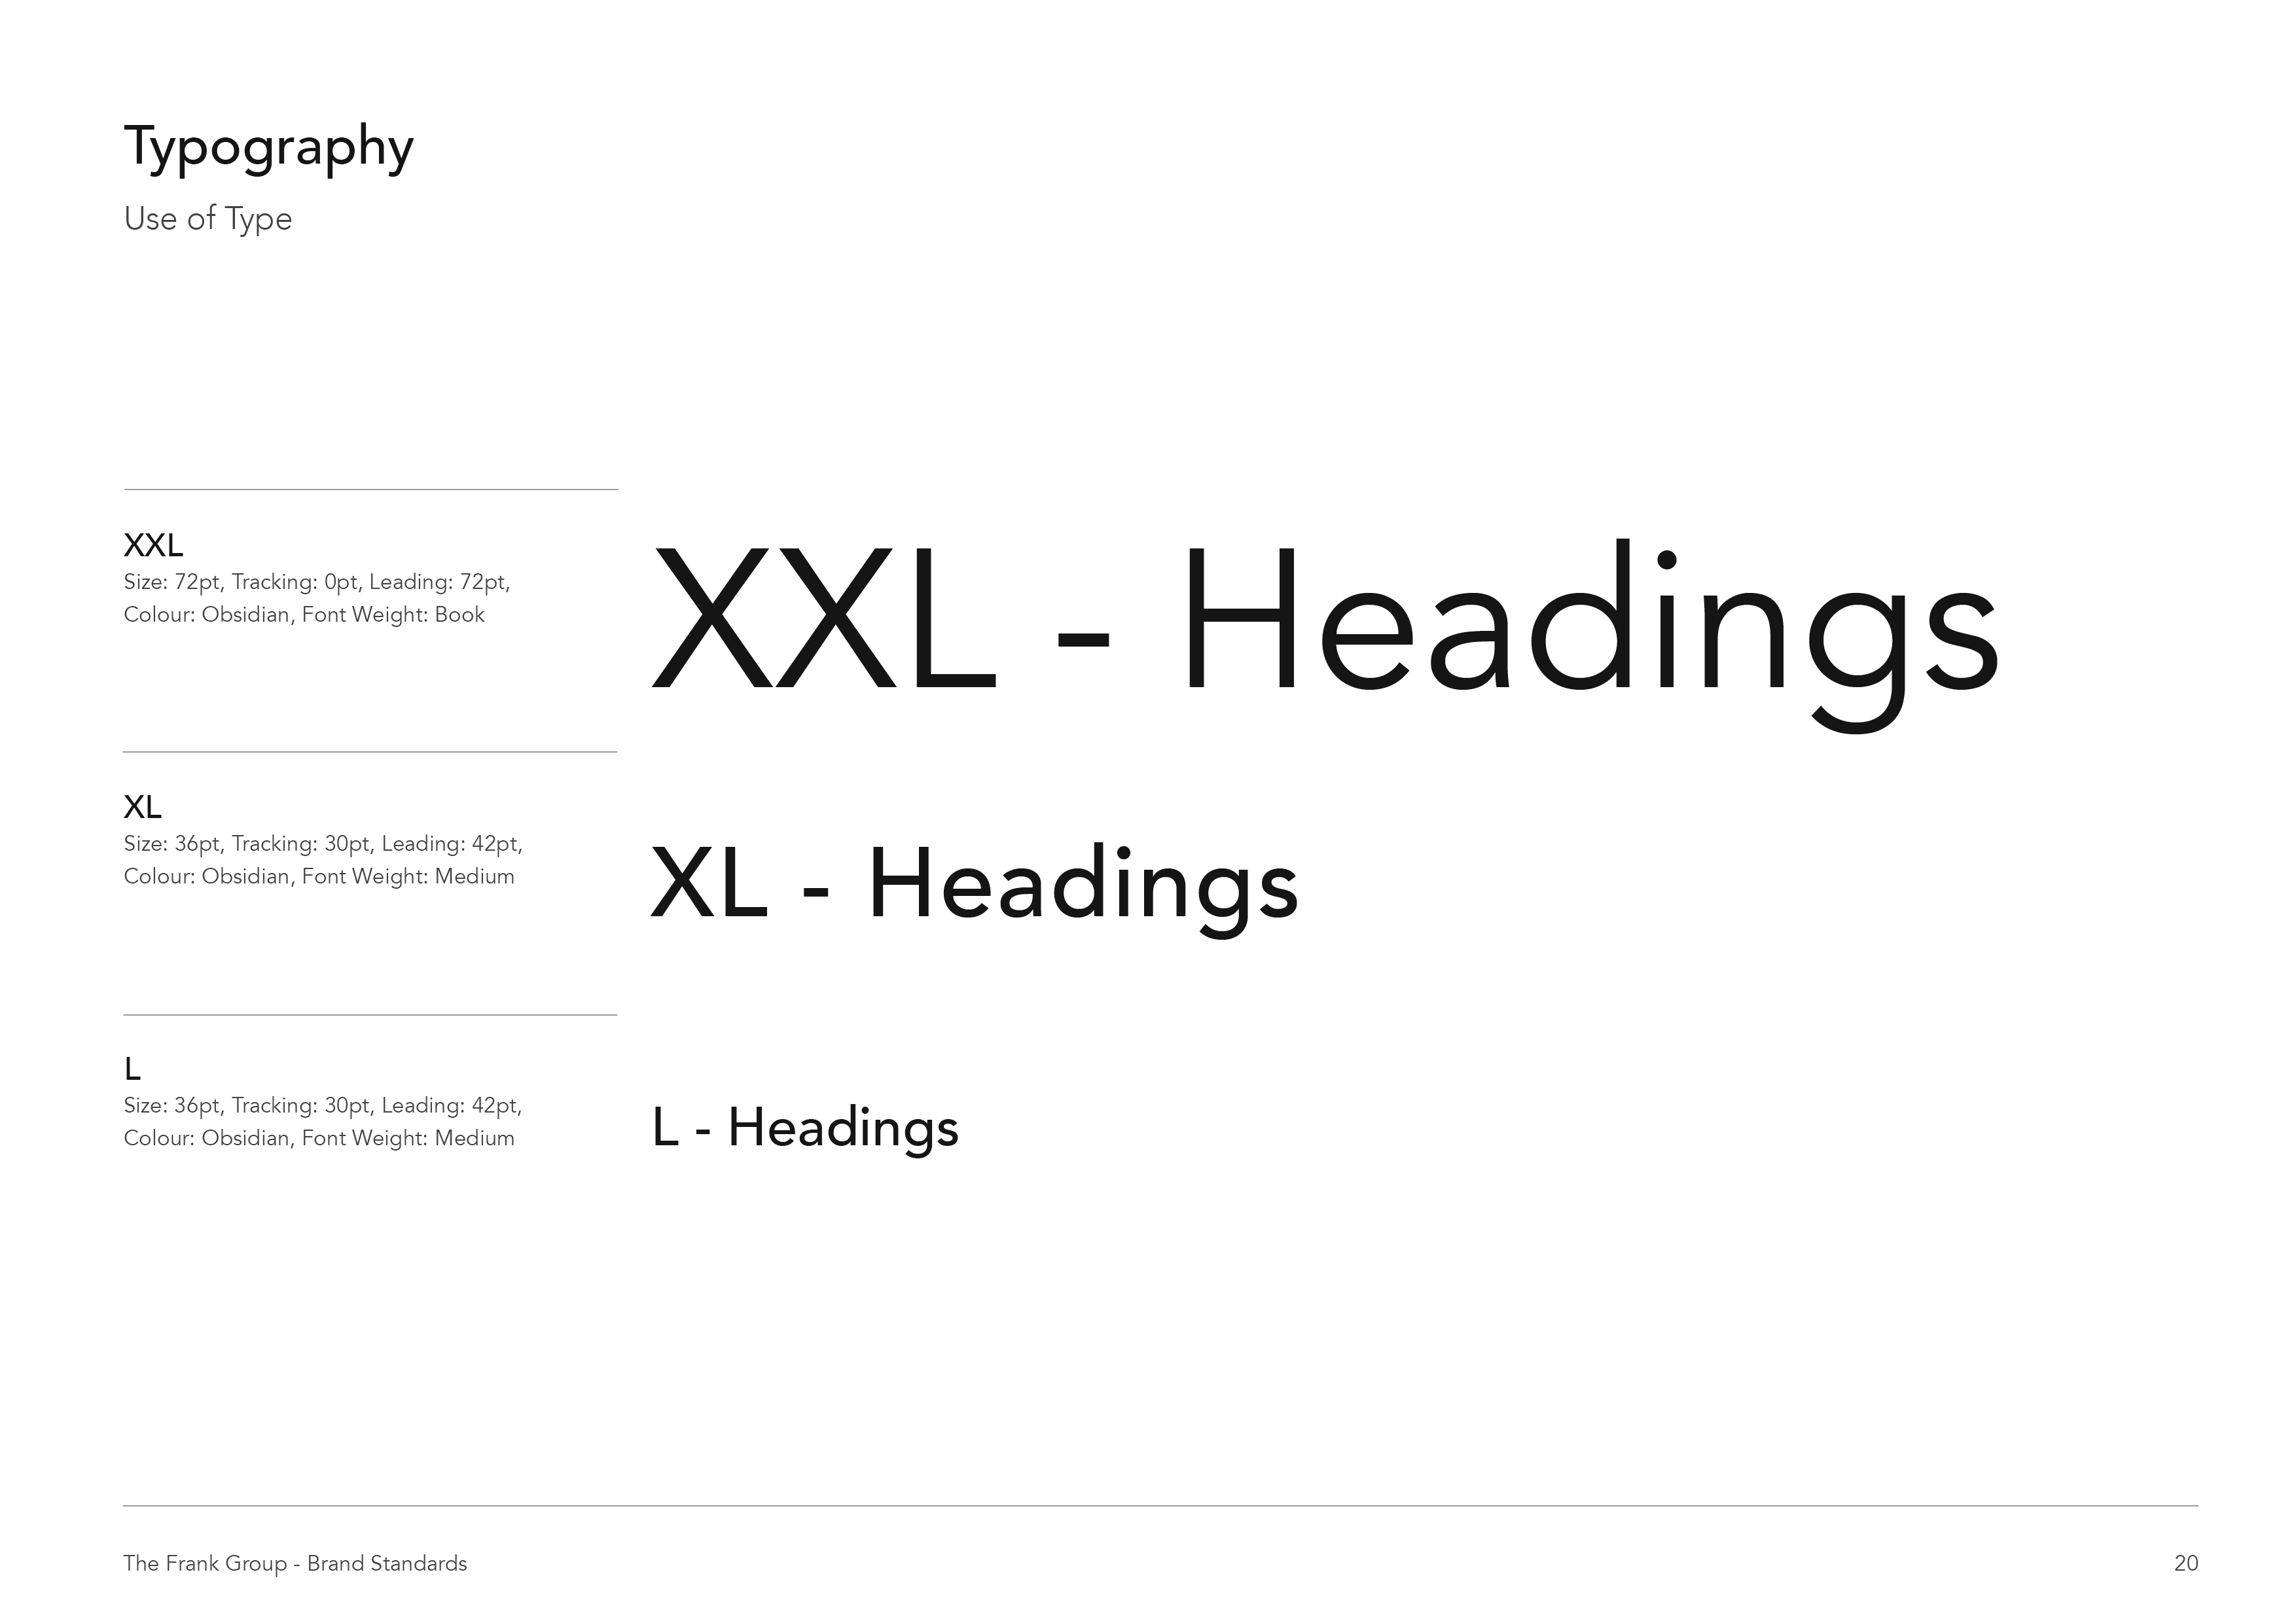 Typography
Use of Type
XXL
Size: 72pt, Tracking: 0pt, Leading: 72pt,
Colour: Obsidian, Font Weight: Book
XXL - Headings
XL
Size: 36pt, Tracking: 30pt, Leading: 42pt,
Colour: Obsidian, Font Weight: Medium
XL - Headings
L
Size: 36pt, Tracking: 30pt, Leading: 42pt,
Colour: Obsidian, Font Weight: Medium
L - Headings
The Frank Group - Brand Standards
20